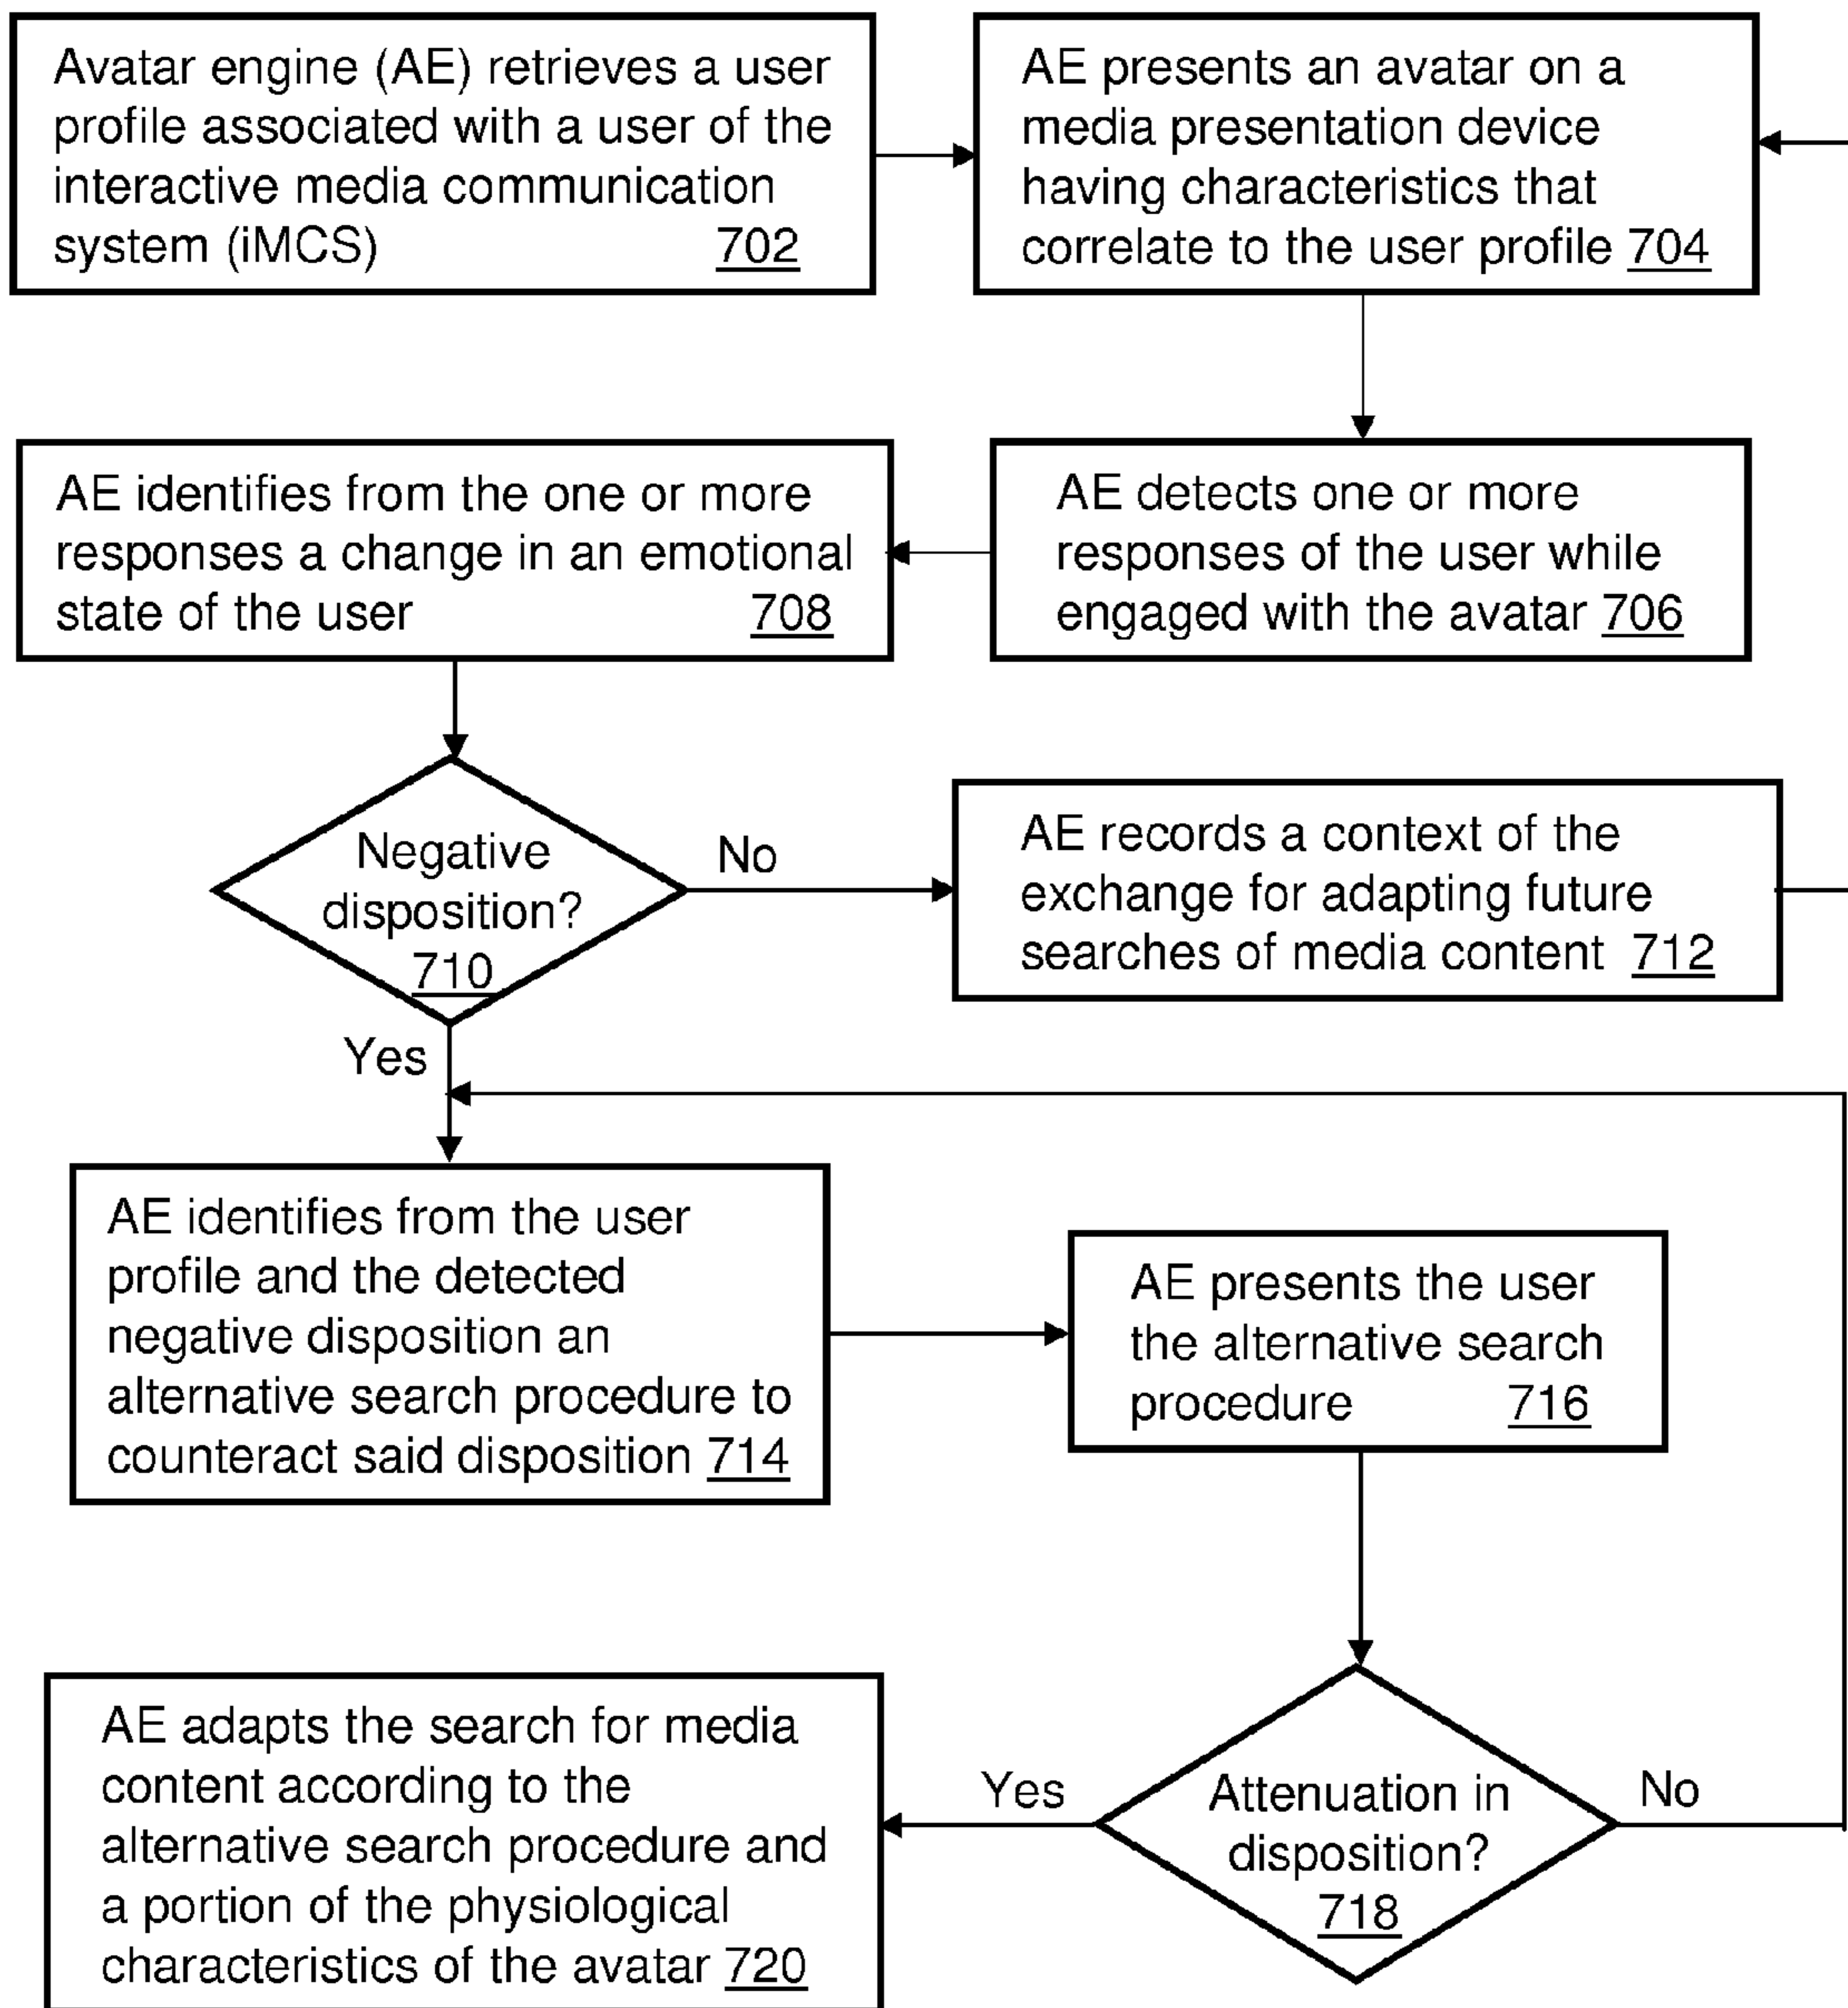 Avatar engine (AE) retrieves a user
profile associated with a user of the
interactive media communication
system (iMCS) 702
AE presents an avatar on a
media presentation device
having characteristics that
correlate to the user profile 704
AE detects one or more
responses of the user while
engaged with the avatar 706
AE identifies from the one or more
responses a change in an emotional
state of the user 708
Negative
disposition?
710
No
AE records a context of the
exchange for adapting future
searches of media content 712
Yes
AE identifies from the user
profile and the detected
negative disposition an
alternative search procedure to
counteract said disposition 714
AE presents the user
the alternative search
procedure 716
Attenuation in
disposition?
718
No
Yes
AE adapts the search for media
content according to the
alternative search procedure and
a portion of the physiological
characteristics of the avatar 720